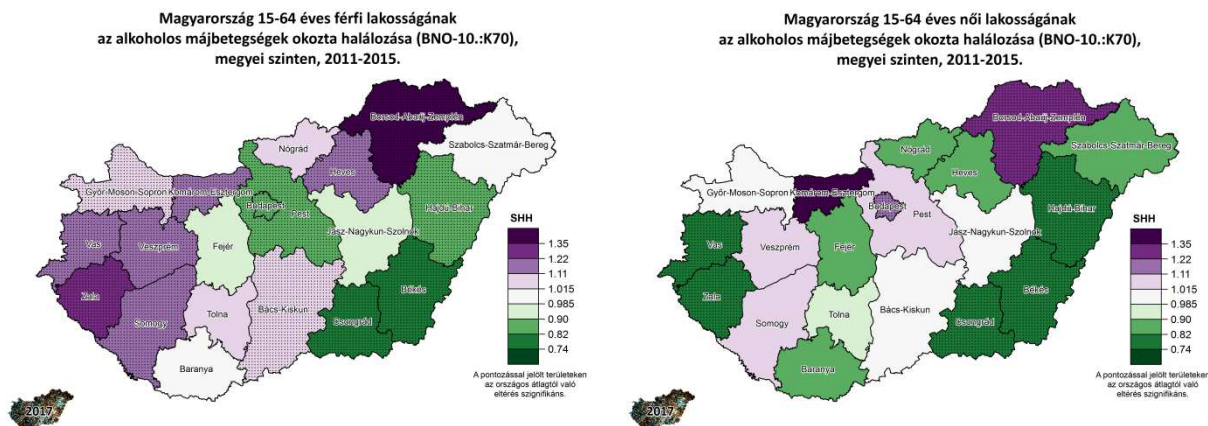 Magyarország 15-64 éves férfi lakosságának
az alkoholos májbetegségek okozta halálozása (BNO-10.:K70),
megyei szinten, 2011-2015.
Borsod-Abaúj-Zemplén
Szabolcs-Szatmár-Bereg
Nógrád
Heves
Győr-Moson-Sopron
Komárom-Esztergom
Budapest
Pest
Hajdú-Bihar
Jász-Nagykun-Szolnok
Vas
Veszprém
Fejér
Zala
Somogy
Tolna
Bács-Kiskun
Békés
Csongrád
Baranya
SHH
1.35
1.22
1.11
1.015
0.985
0.90
0.82
0.74
A pontozással jelölt területeken
az országos átlagtól való
eltérés szignifikáns.
2017
Magyarország 15-64 éves női lakosságának
az alkoholos májbetegségek okozta halálozása (BNO-10.:K70),
megyei szinten, 2011-2015.
Borsod-Abaúj-Zemplén
Szabolcs-Szatmár-Bereg
Nógrád
Heves
Győr-Moson-Sopron
Komárom-Esztergom
Budapest
Pest
Hajdú-Bihar
Jász-Nagykun-Szolnok
Vas
Veszprém
Fejér
Zala
Somogy
Tolna
Bács-Kiskun
Békés
Csongrád
Baranya
SHH
1.35
1.22
1.11
1.015
0.985
0.90
0.82
0.74
A pontozással jelölt területeken
az országos átlagtól való
eltérés szignifikáns.
2017